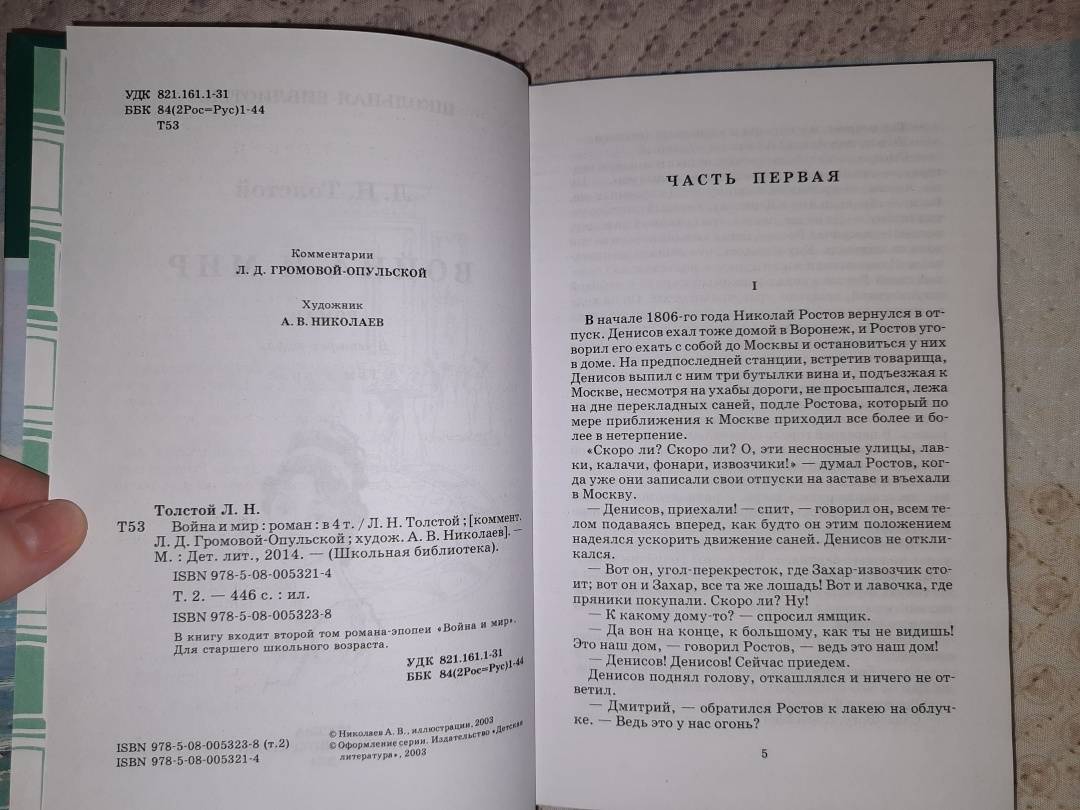 УДК 821.161.1-31
ББК 84(2Рос=Рус)1-44
Т53
Комментарии
Л. Д. ГРОМОВОЙ-ОПУЛЬСКОЙ
Художник
А. В. НИКОЛАЕВ
Толстой Л. Н.
Т53 Война и мир : роман : в 4 т. / Л. Н. Толстой ; [коммент.
Л. Д. Громовой-Опульской ; худож. А. В. Николаев]. —
М. : Дет. лит., 2014. — (Школьная библиотека).
ISBN 978-5-08-005321-4
Т. 2. — 446 с. : ил.
ISBN 978-5-08-005323-8
В книгу входит второй том романа-эпопеи «Война и мир».
Для старшего школьного возраста.
УДК 821.161.1-31
ББК 84(2Рос=Рус)1-44
ISBN 978-5-08-005323-8 (т.2)
ISBN 978-5-08-005321-4
© Николаев А. В., иллюстрации, 2003
© Оформление серии. Издательство «Детская
литература», 2003
ЧАСТЬ ПЕРВАЯ
I
В начале 1806-го года Николай Ростов вернулся в от-
пуск. Денисов ехал тоже домой в Воронеж, и Ростов уго-
ворил его ехать с собой до Москвы и остановиться у них
в доме. На предпоследней станции, встретив товарища,
Денисов выпил с ним три бутылки вина и, подъезжая к
Москве, несмотря на ухабы дороги, не просыпался, лежа
на дне перекладных саней, подле Ростова, который по
мере приближения к Москве приходил все более и бо-
лее в нетерпение.
«Скоро ли? Скоро ли? О, эти несносные улицы, лав-
ки, калачи, фонари, извозчики!» — думал Ростов, ког-
да уже они записали свои отпуски на заставе и въехали
в Москву.
— Денисов, приехали! — спит, — говорил он, всем те-
лом подаваясь вперед, как будто он этим положением
надеялся ускорить движение саней. Денисов не отклик-
кался.
— Вот он, угол-перекресток, где Захар-извозчик сто-
ит; вот он и Захар, все та же лошадь! Вот и лавочка, где
пряники покупали. Скоро ли? Ну!
— К какому дому-то? — спросил ямщик.
— Да вон на конце, к большому, как ты не видишь!
Это наш дом, — говорил Ростов, — ведь это наш дом!
— Денисов! Денисов! Сейчас приедем.
Денисов поднял голову, откашлялся и ничего не от-
ветил.
— Дмитрий, — обратился Ростов к лакею на облуч-
ке. — Ведь это у нас огонь?
5